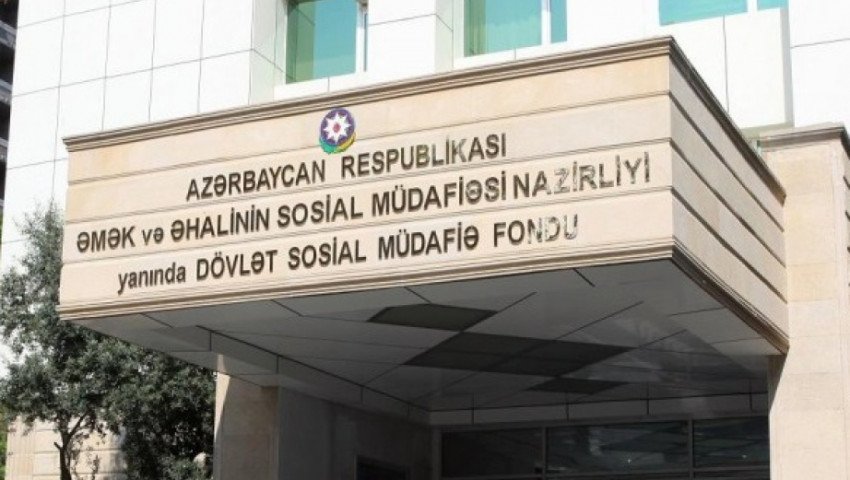 AZƏRBAYCAN RESPUBLİKASI
ƏMƏK və ƏHALİNİN SOSİAL MÜDAFİƏSİ NAZİRLİYİ
yanında DÖVLƏT SOSİAL MÜDAFİƏ FONDU